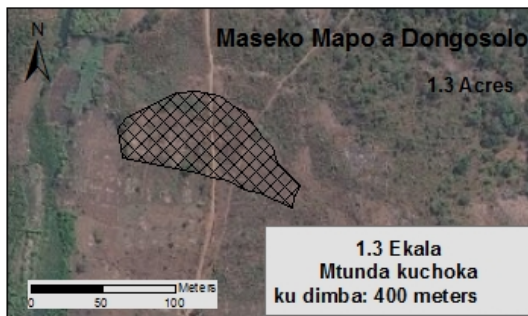 N
Maseko Mapo a Dongosolo
1.3 Acres
1.3 Ekala
Mtunda kuchoka
ku dimba: 400 meters
Meters
0 50 100